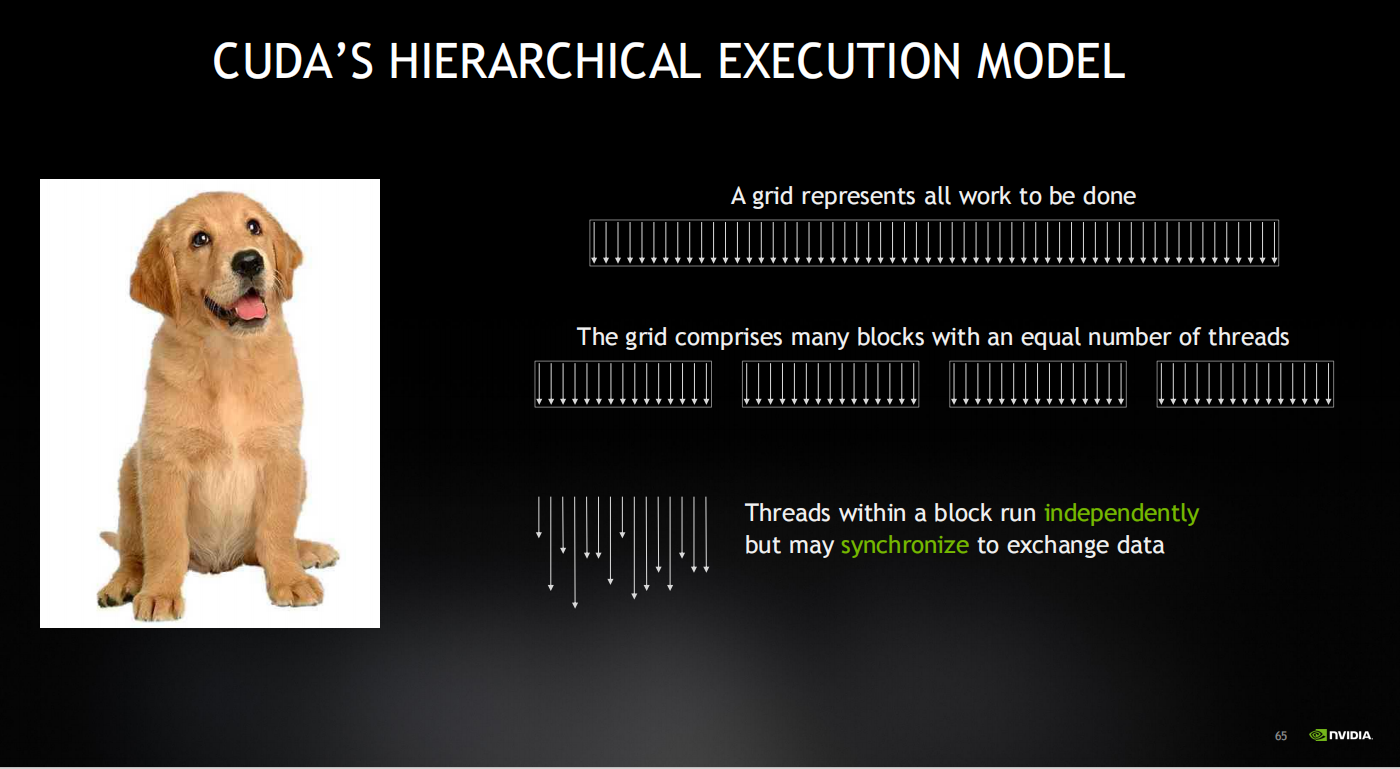 CUDA’S HIERARCHICAL EXECUTION MODEL
A grid represents all work to be done
The grid comprises many blocks with an equal number of threads
Threads within a block run independently
but may synchronize to exchange data
65
NVIDIA.